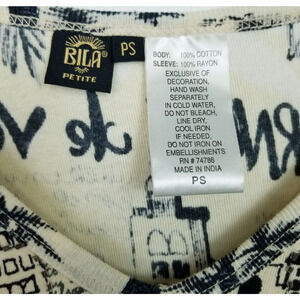 BILA
PETITE
PS
BODY: 100% COTTON
SLEEVE: 100% RAYON
EXCLUSIVE OF
DECORATION,
HAND WASH
SEPARATELY
IN COLD WATER,
DO NOT BLEACH,
LINE DRY,
COOL IRON
IF NEEDED,
DO NOT IRON ON
EMBELLISHMENTS
RN # 74786
MADE IN INDIA
PS
de